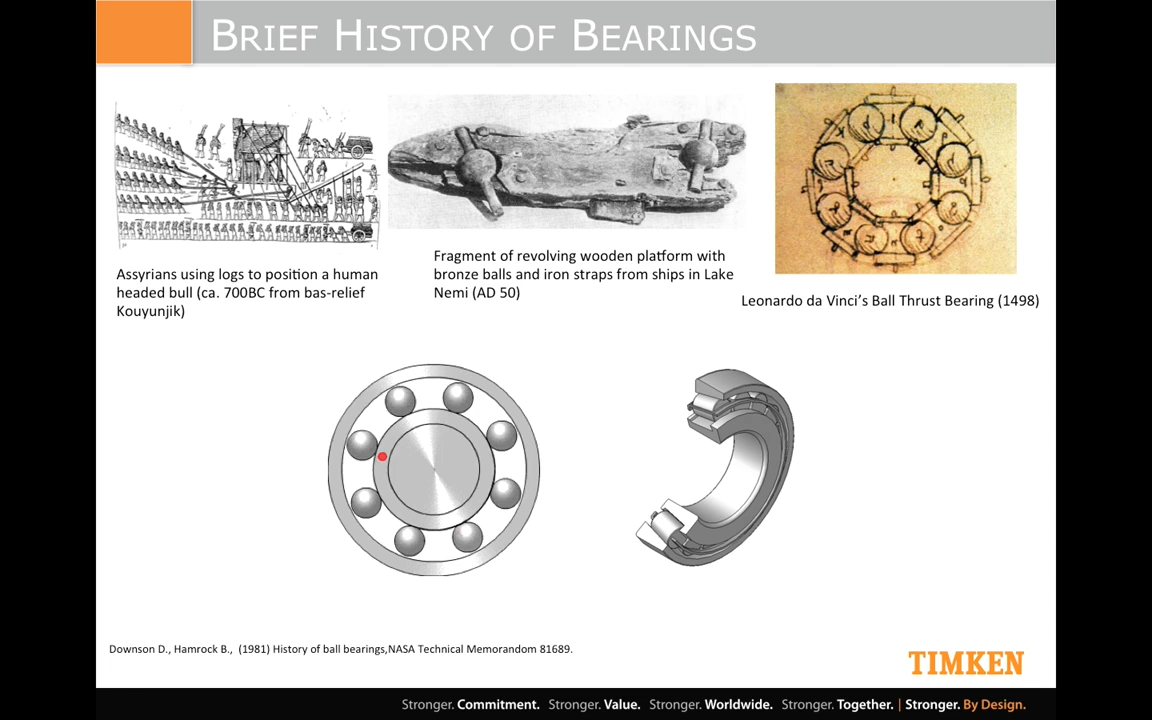 BRIEF HISTORY OF BEARINGS
Assyrians using logs to position a human
headed bull (ca. 700BC from bas-relief
Kouyunjik)
Fragment of revolving wooden platform with
bronze balls and iron straps from ships in Lake
Nemi (AD 50)
Leonardo da Vinci's Ball Thrust Bearing (1498)
Downson D., Hamrock B., (1981) History of ball bearings,NASA Technical Memorandum 81689.
TIMKEN
Stronger. Commitment. Stronger. Value. Stronger. Worldwide. Stronger. Together. | Stronger. By Design.